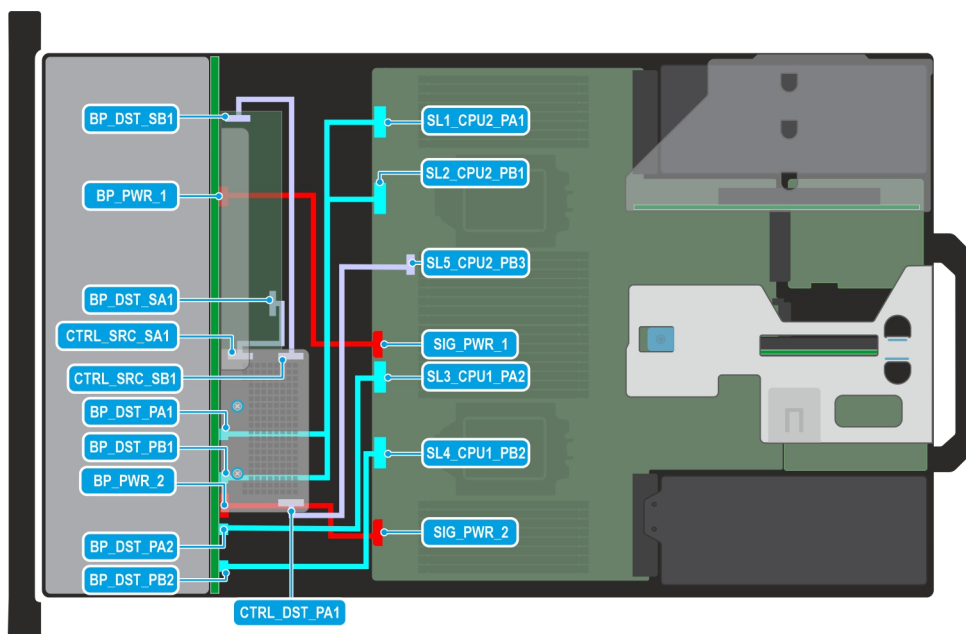 BP_DST_SB1
BP_PWR_1
BP_DST_SA1
CTRL_SRC_SA1
CTRL_SRC_SB1
BP_DST_PA1
BP_DST_PB1
BP_PWR_2
BP_DST_PA2
BP_DST_PB2
CTRL_DST_PA1
SL1_CPU2_PA1
SL2_CPU2_PB1
SL5_CPU2_PB3
SIG_PWR_1
SL3_CPU1_PA2
SL4_CPU1_PB2
SIG_PWR_2